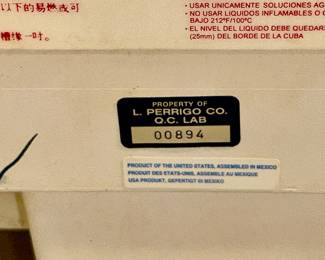 以下的易燃或可
槽缘一吋。
• USAR UNICAMENTE SOLUCIONES AG
• NO USAR LIQUIDOS INFLAMABLES O C
BAJO 212°F/100°C
• EL NIVEL DEL LIQUIDO DEBE QUEDARS
(25mm) DEL BORDE DE LA CUBA
PROPERTY OF
L. PERRIGO CO.
Q.C. LAB
00894
PRODUCT OF THE UNITED STATES, ASSEMBLED IN MEXICO
PRODUIT DES ETATS-UNIS, ASSEMBLE AU MEXIQUE
USA PRODUKT, GEFERTIGT IN MEXIKO